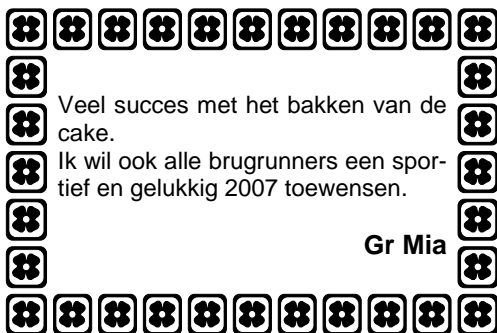 Veel succes met het bakken van de
cake.
Ik wil ook alle brugrunners een spor-
tief en gelukkig 2007 toewensen.
Gr Mia